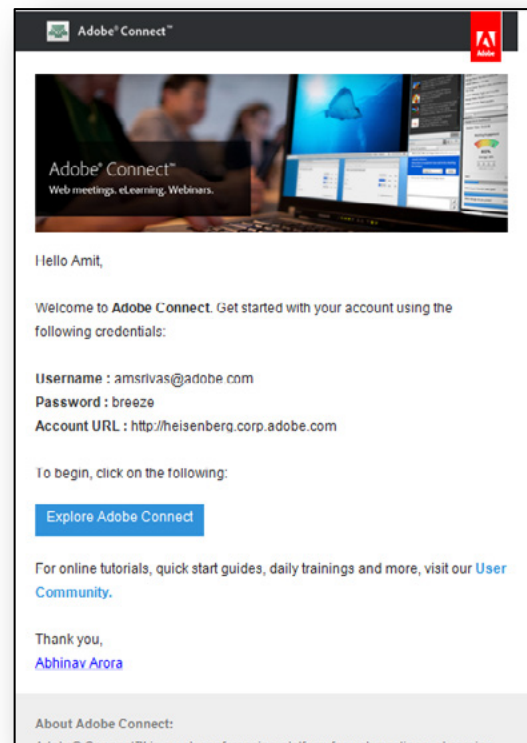 Adobe® Connect™
Adobe
Adobe® Connect™
Web meetings. eLearning. Webinars.
Hello Amit,
Welcome to Adobe Connect. Get started with your account using the
following credentials:
Username : amsrivas@adobe.com
Password : breeze
Account URL : http://heisenberg.corp.adobe.com
To begin, click on the following:
Explore Adobe Connect
For online tutorials, quick start guides, daily trainings and more, visit our User
Community.
Thank you,
Abhinav Arora
About Adobe Connect: